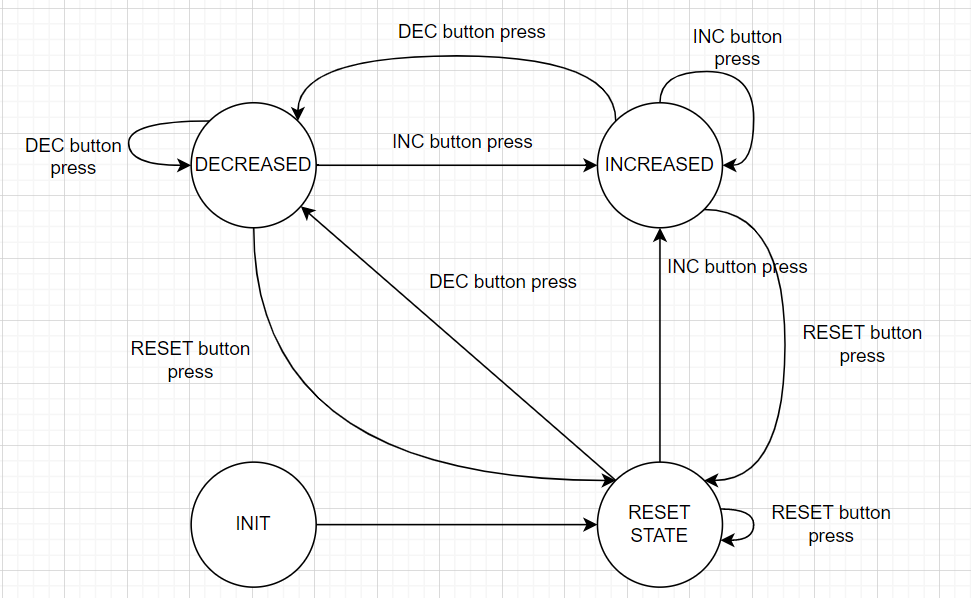 DEC button press
INC button
press
DEC button
press
DECREASED
INC button press
INCREASED
INC button press
DEC button press
RESET button
press
RESET button
press
INIT
RESET
STATE
RESET button
press